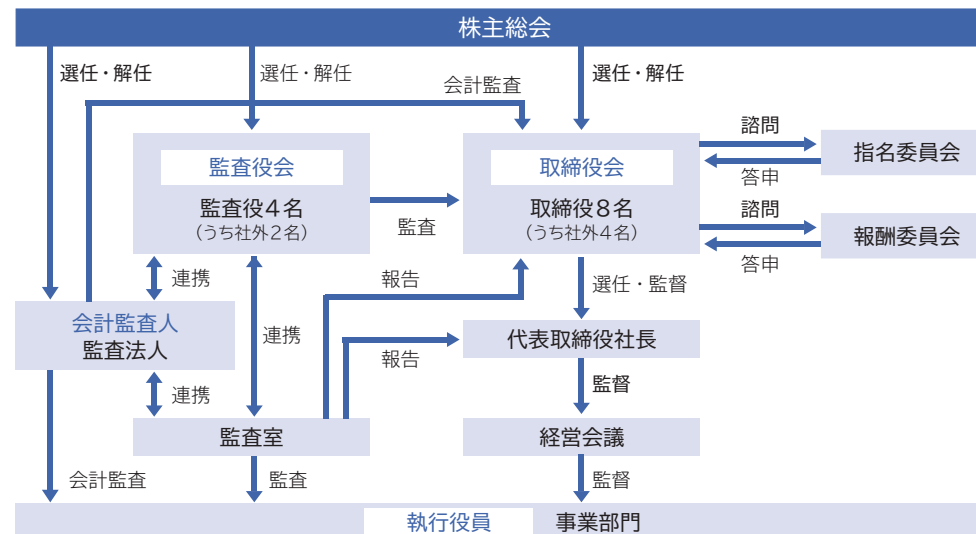 株主総会
選任・解任
選任・解任
選任・解任
会計監査
監査役会
監査役4名
(うち社外2名)
監査
取締役会
取締役8名
(うち社外4名)
諮問
答申
指名委員会
諮問
答申
報酬委員会
連携
連携
報告
選任・監督
会計監査人
監査法人
報告
代表取締役社長
連携
監督
監査室
経営会議
会計監査
監査
監督
執行役員
事業部門